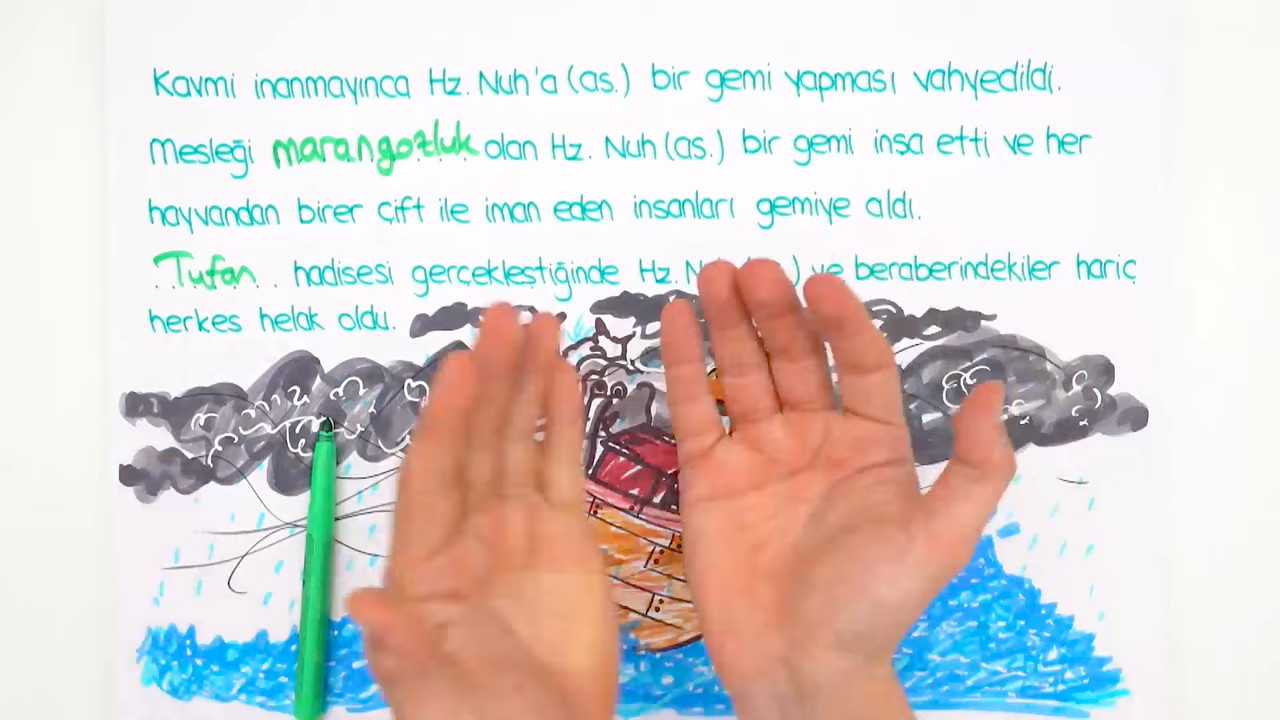 Kavmi inanmayınca Hz. Nuh'a (as.) bir gemi yapması vahyedildi.
Mesleği marangozluk olan Hz. Nuh (as.) bir gemi inşa etti ve her
hayvandan birer çift ile iman eden insanları gemiye aldı.
Tufan hadisesi gerçekleştiğinde Hz. ve beraberindekiler hariç
herkes helak oldu.